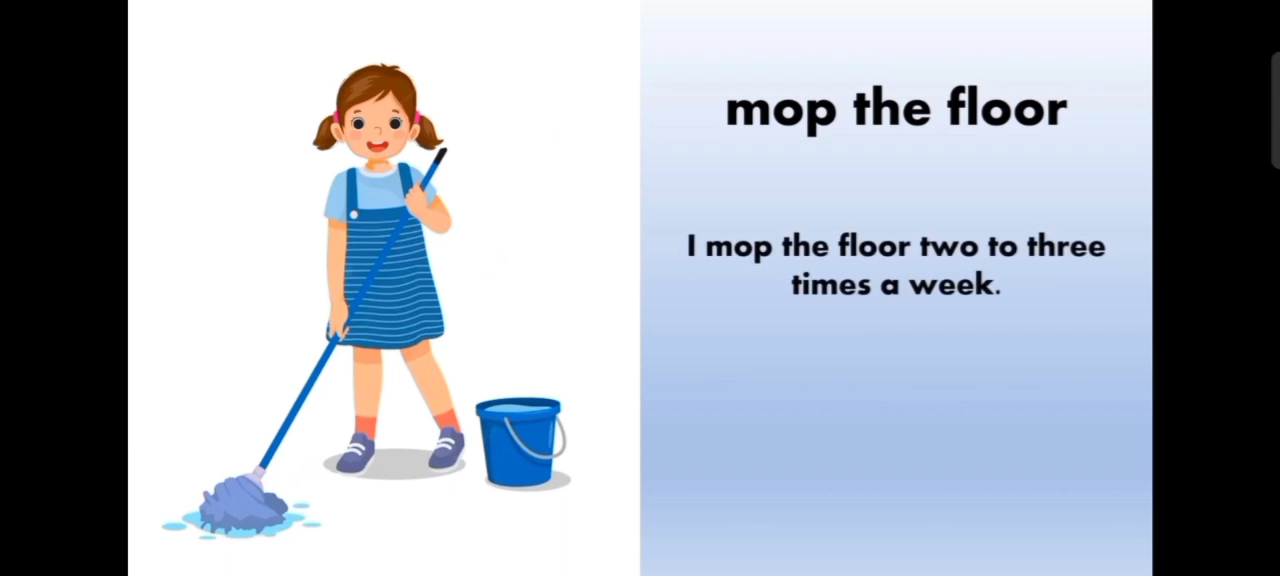 mop the floor
I mop the floor two to three
times a week.